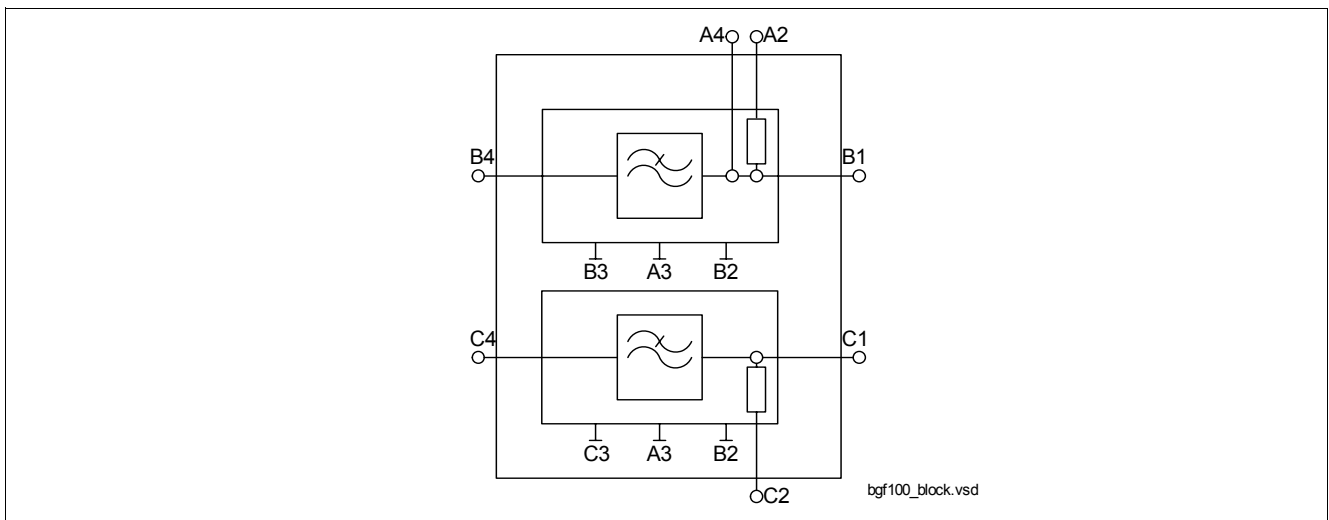 A4 A2
B4 B1
B3 A3 B2
C4 C1
C3 A3 B2
C2
bgf100_block.vsd